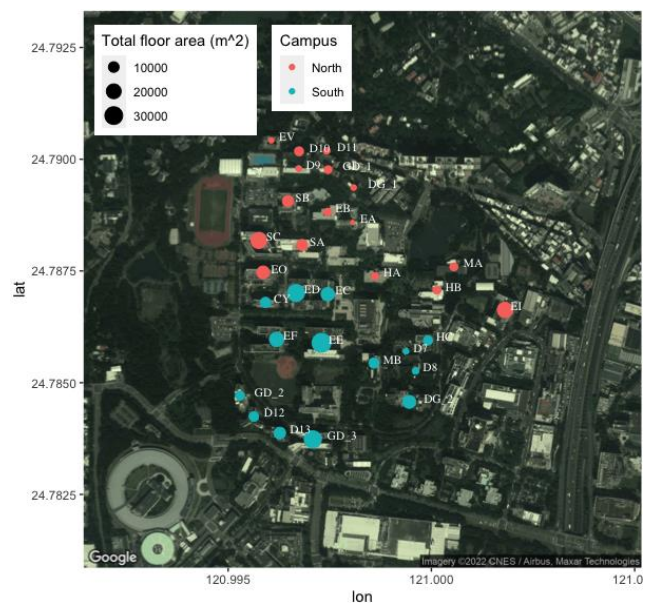 Total floor area (m^2)
10000
20000
30000
Campus
North
South
24.7925
24.7900
24.7875
24.7850
24.7825
lat
EV
D10
D11
D9
GD_1
DG_1
SB
EB
EA
SC
SA
EO
HA
MA
ED
EC
HB
CY
EI
EF
EE
HC
D7
MB
D8
GD_2
DG_2
D12
D13
GD_3
Google
Imagery ©2022 CNES / Airbus, Maxar Technologies
120.995
121.000
121.0
lon